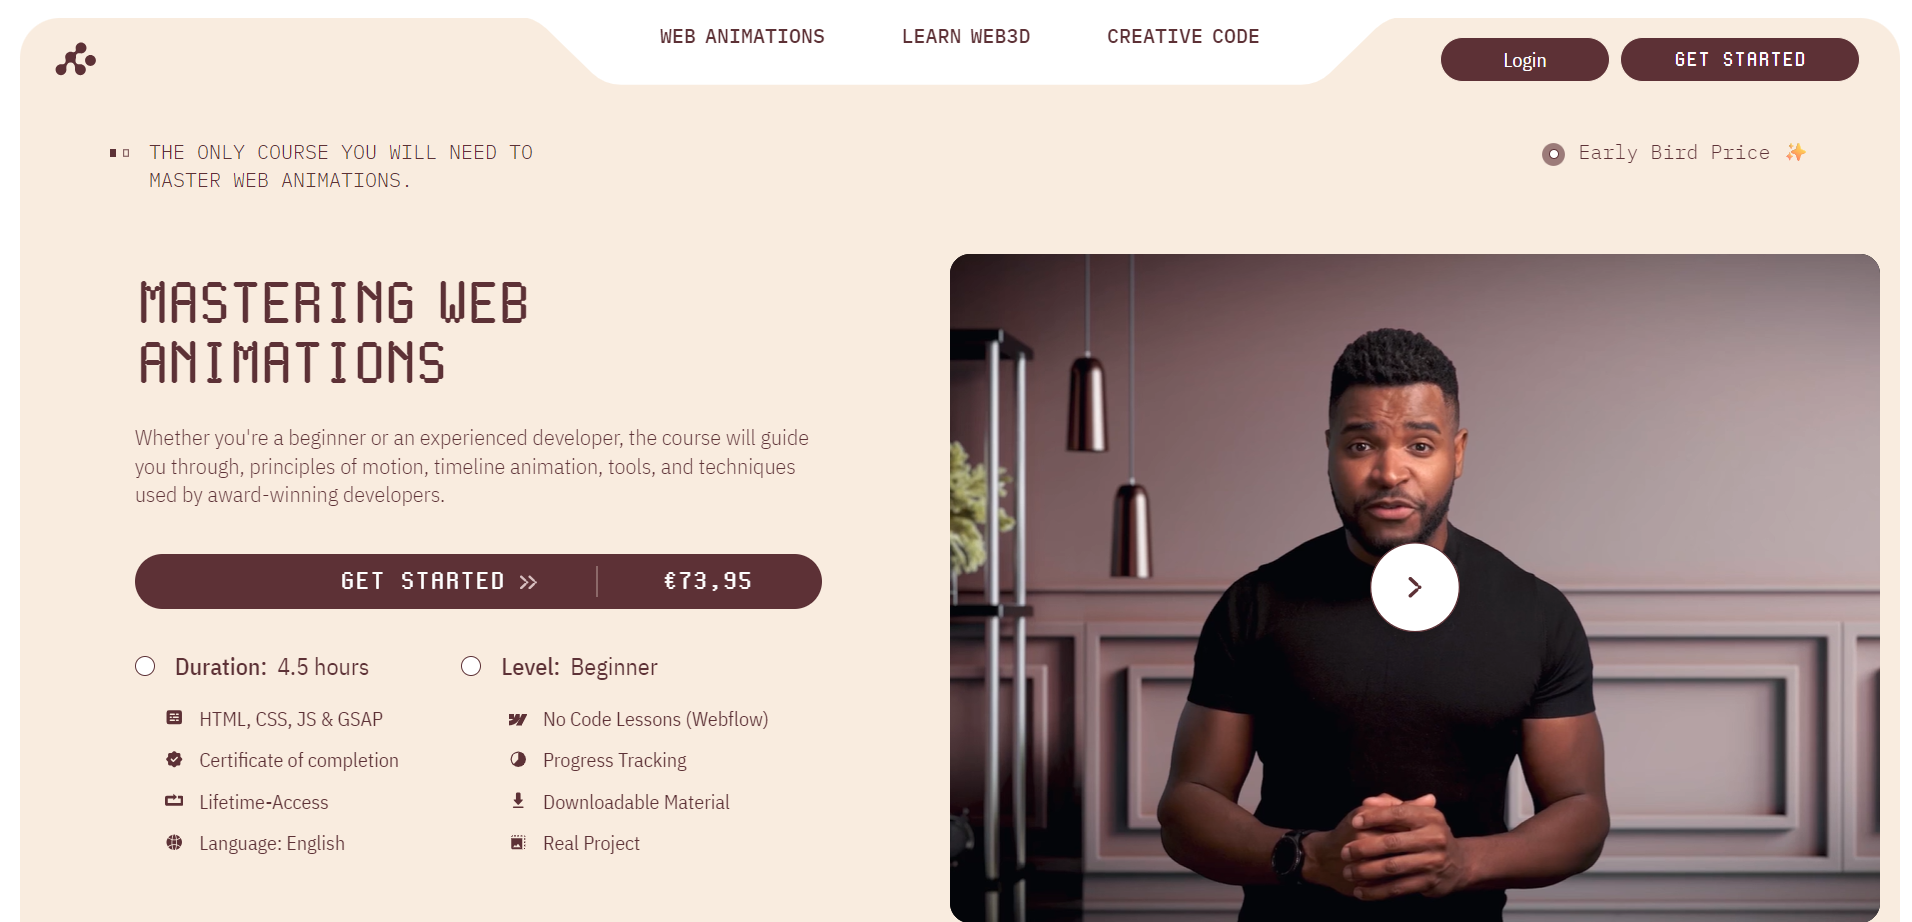 WEB ANIMATIONS
LEARN WEB3D
CREATIVE CODE
Login
GET STARTED
THE ONLY COURSE YOU WILL NEED TO
MASTER WEB ANIMATIONS.
Early Bird Price ✨
MASTERING WEB
ANIMATIONS
Whether you're a beginner or an experienced developer, the course will guide
you through, principles of motion, timeline animation, tools, and techniques
used by award-winning developers.
GET STARTED
€73,95
Duration: 4.5 hours
Level: Beginner
HTML, CSS, JS & GSAP
No Code Lessons (Webflow)
Certificate of completion
Progress Tracking
Lifetime-Access
Downloadable Material
Language: English
Real Project